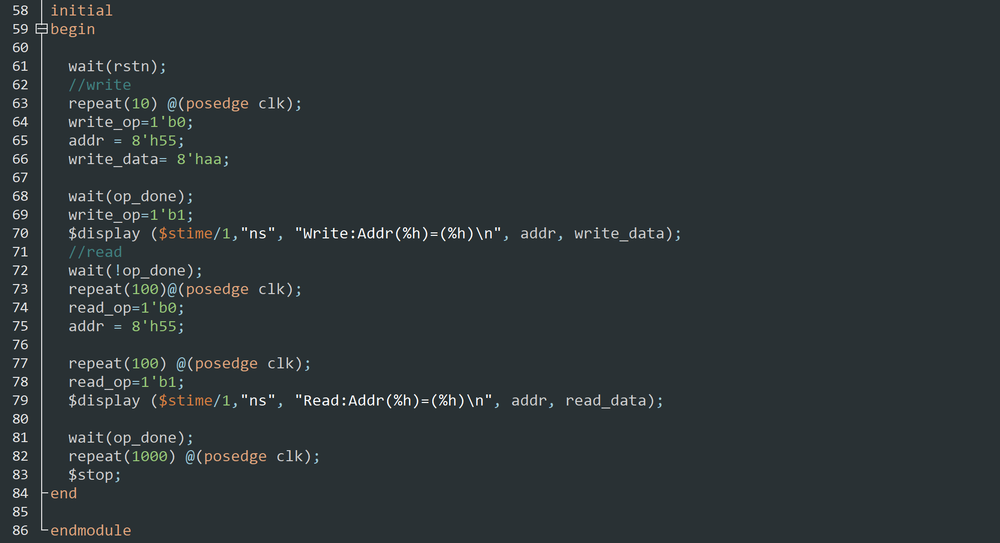 58 initial
59 begin
60
61   wait(rstn);
62   //write
63   repeat(10) @(posedge clk);
64   write_op=1'b0;
65   addr = 8'h55;
66   write_data= 8'haa;
67
68   wait(op_done);
69   write_op=1'b1;
70   $display ($stime/1,"ns", "Write:Addr(%h)=(%h)\n", addr, write_data);
71   //read
72   wait(!op_done);
73   repeat(100)@(posedge clk);
74   read_op=1'b0;
75   addr = 8'h55;
76
77   repeat(100) @(posedge clk);
78   read_op=1'b1;
79   $display ($stime/1,"ns", "Read:Addr(%h)=(%h)\n", addr, read_data);
80
81   wait(op_done);
82   repeat(1000) @(posedge clk);
83   $stop;
84 end
85
86 endmodule